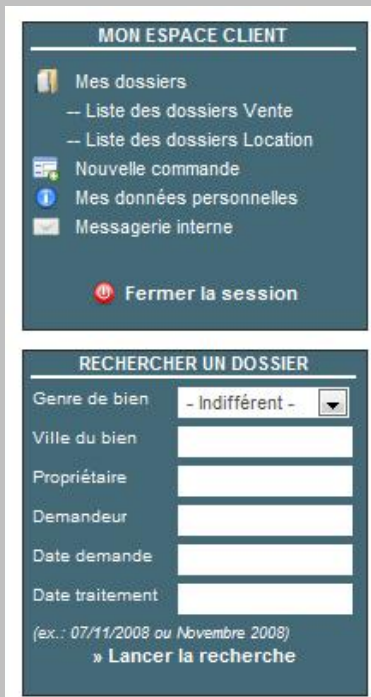 MON ESPACE CLIENT
Mes dossiers
-- Liste des dossiers Vente
-- Liste des dossiers Location
Nouvelle commande
Mes données personnelles
Messagerie interne
Fermer la session
RECHERCHER UN DOSSIER
Genre de bien - Indifférent -
Ville du bien
Propriétaire
Demandeur
Date demande
Date traitement
(ex.: 07/11/2008 ou Novembre 2008)
» Lancer la recherche